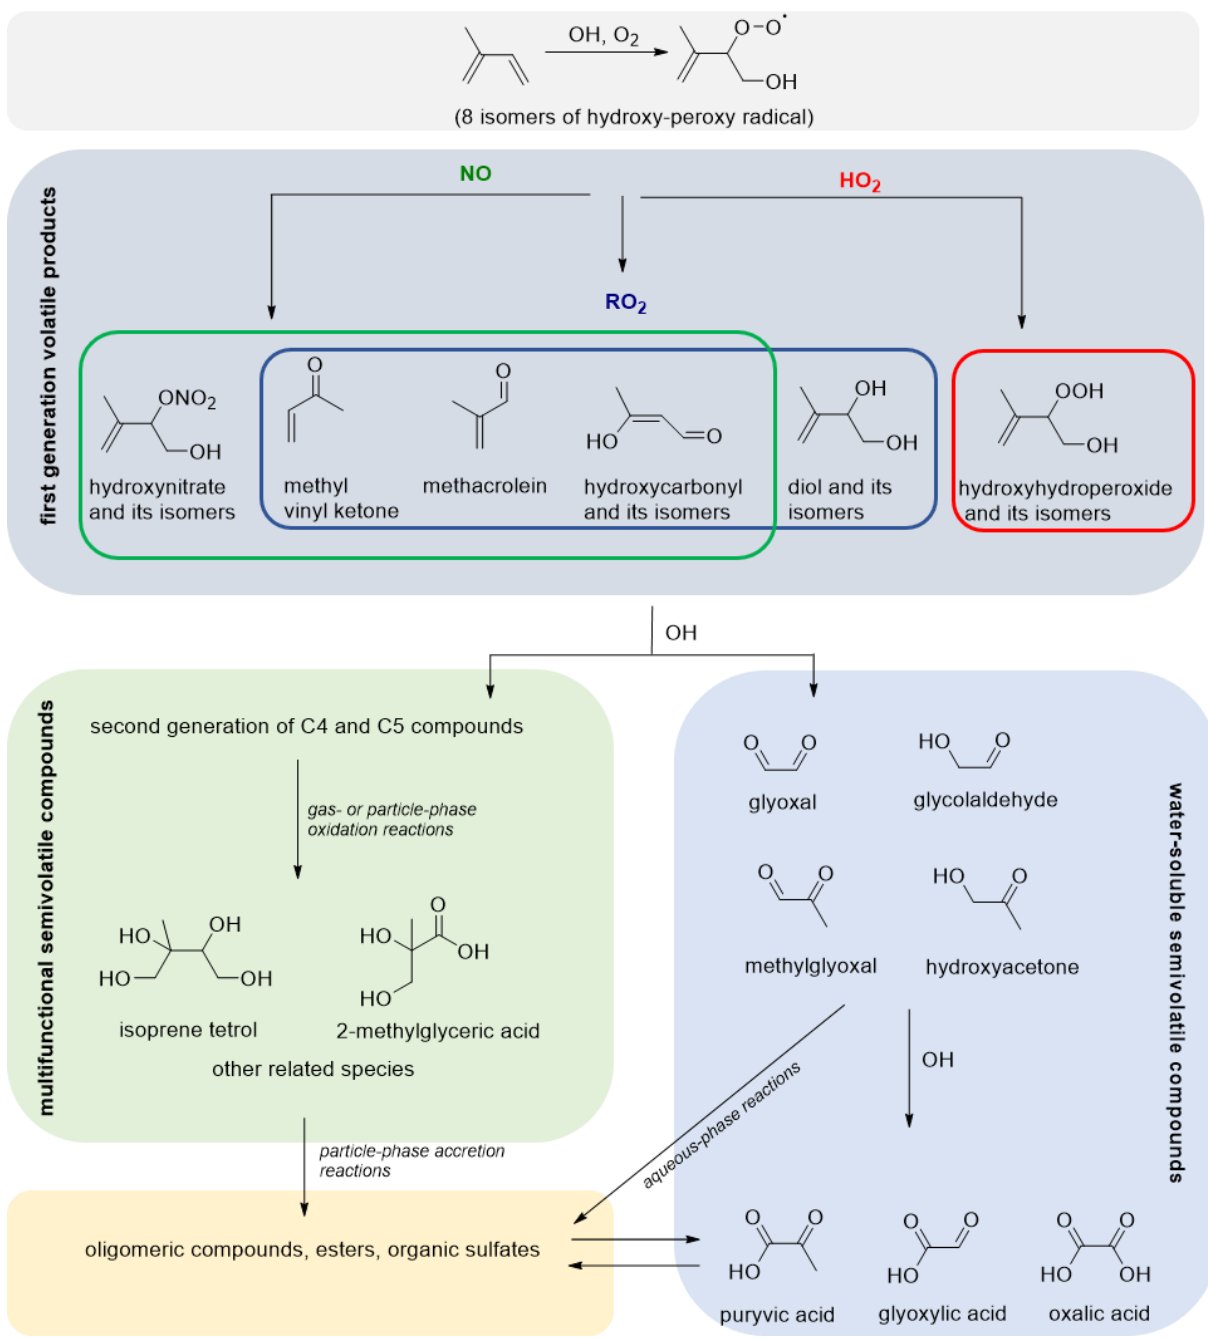 OH, O2
O-O•
OH
(8 isomers of hydroxy-peroxy radical)
first generation volatile products
NO
HO2
RO2
ONO2
OH
O
O
HO
O
OH
OH
OOH
OH
hydroxynitrate
and its isomers
methyl
vinyl ketone
methacrolein
hydroxycarbonyl
and its isomers
diol and its
isomers
hydroxyhydroperoxide
and its isomers
OH
multifunctional semivolatile compounds
second generation of C4 and C5 compounds
gas- or particle-phase
oxidation reactions
HO
OH
HO
OH
isoprene tetrol
O
HO
OH
HO
2-methylglyceric acid
other related species
particle-phase accretion
reactions
oligomeric compounds, esters, organic sulfates
water-soluble semivolatile compounds
O
O
glyoxal
HO
O
glycolaldehyde
O
O
methylglyoxal
HO
O
hydroxyacetone
aqueous-phase reactions
OH
O
O
HO
puryvic acid
O
O
HO
glyoxylic acid
O
O
HO
OH
oxalic acid